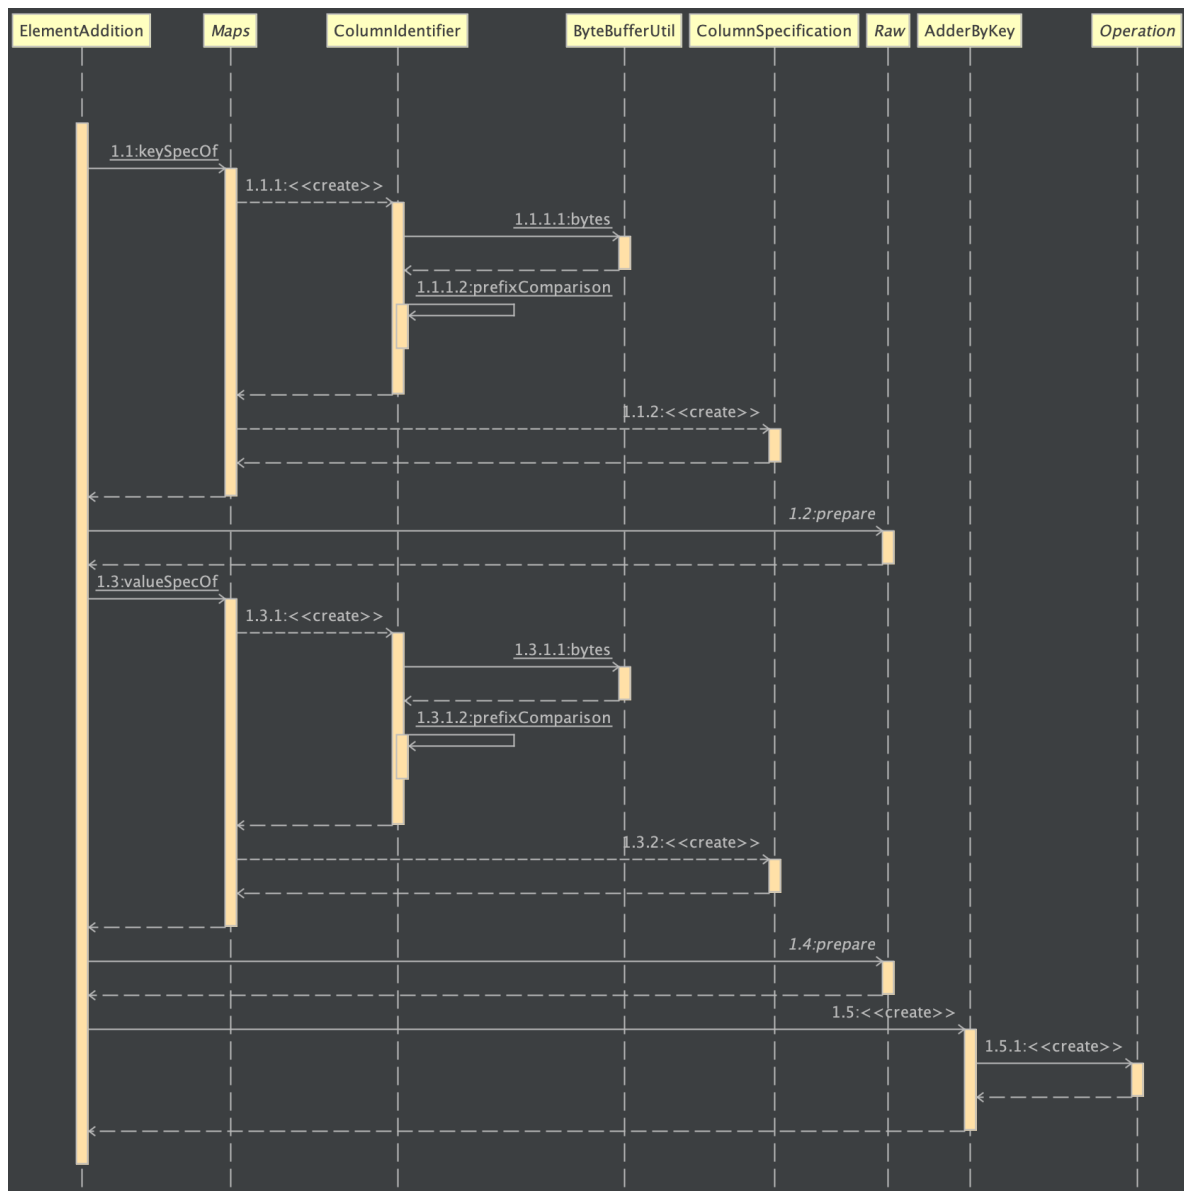 ElementAddition Maps ColumnIdentifier ByteBufferUtil ColumnSpecification Raw AdderByKey Operation
1.1:keySpecOf
1.1.1:<<create>>
1.1.1.1:bytes
1.1.1.2:prefixComparison
1.1.2:<<create>>
1.2:prepare
1.3:valueSpecOf
1.3.1:<<create>>
1.3.1.1:bytes
1.3.1.2:prefixComparison
1.3.2:<<create>>
1.4:prepare
1.5:<<create>>
1.5.1:<<create>>